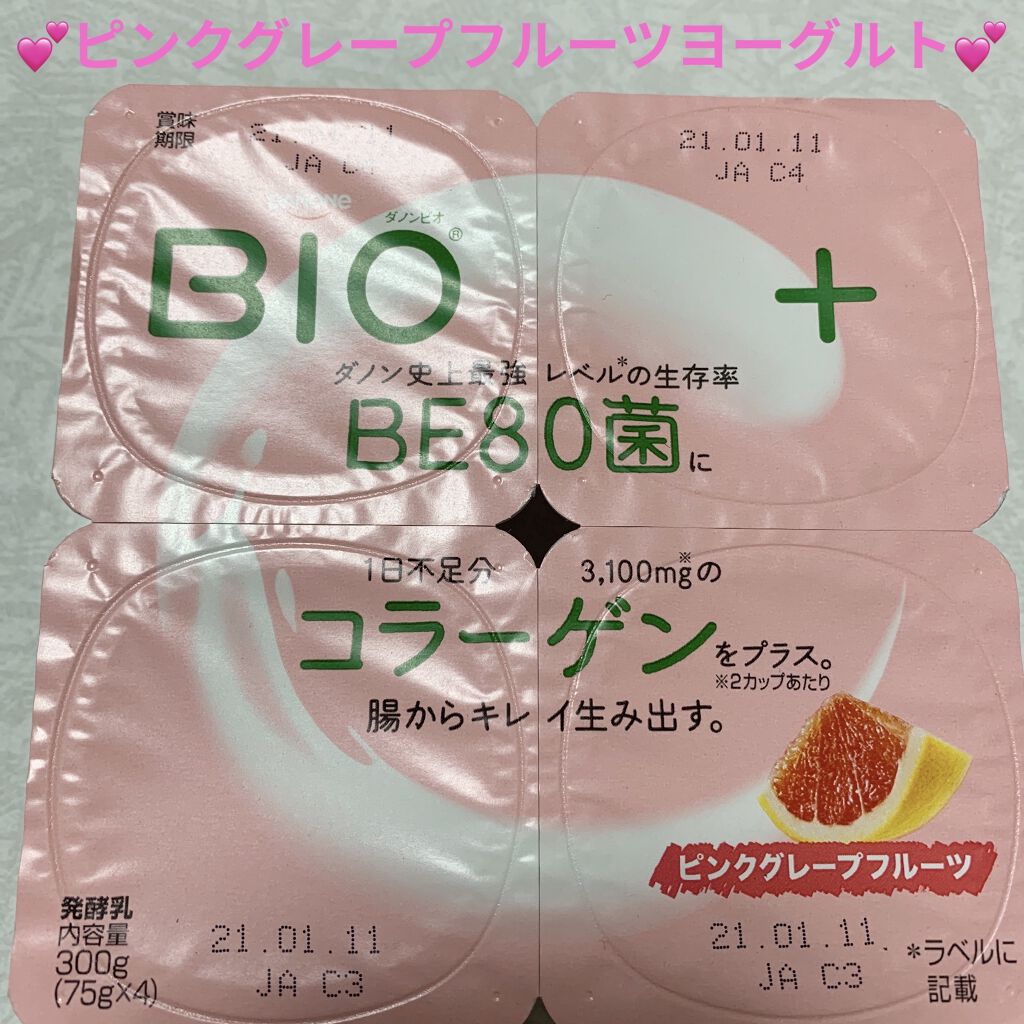 💕ピンクグレープフルーツヨーグルト💕
賞味
期限
21.01.11
JA C4
ダノンビオ
BIO®
+
ダノン史上最強レベル*の生存率
BE80菌に
1日不足分 3,100mg※の
コラーゲンをプラス。
※2カップあたり
腸からキレイ生み出す。
ピンクグレープフルーツ
発酵乳
内容量
300g
(75g×4)
21.01.11
JA C3
21.01.11
JA C3
*ラベルに
記載